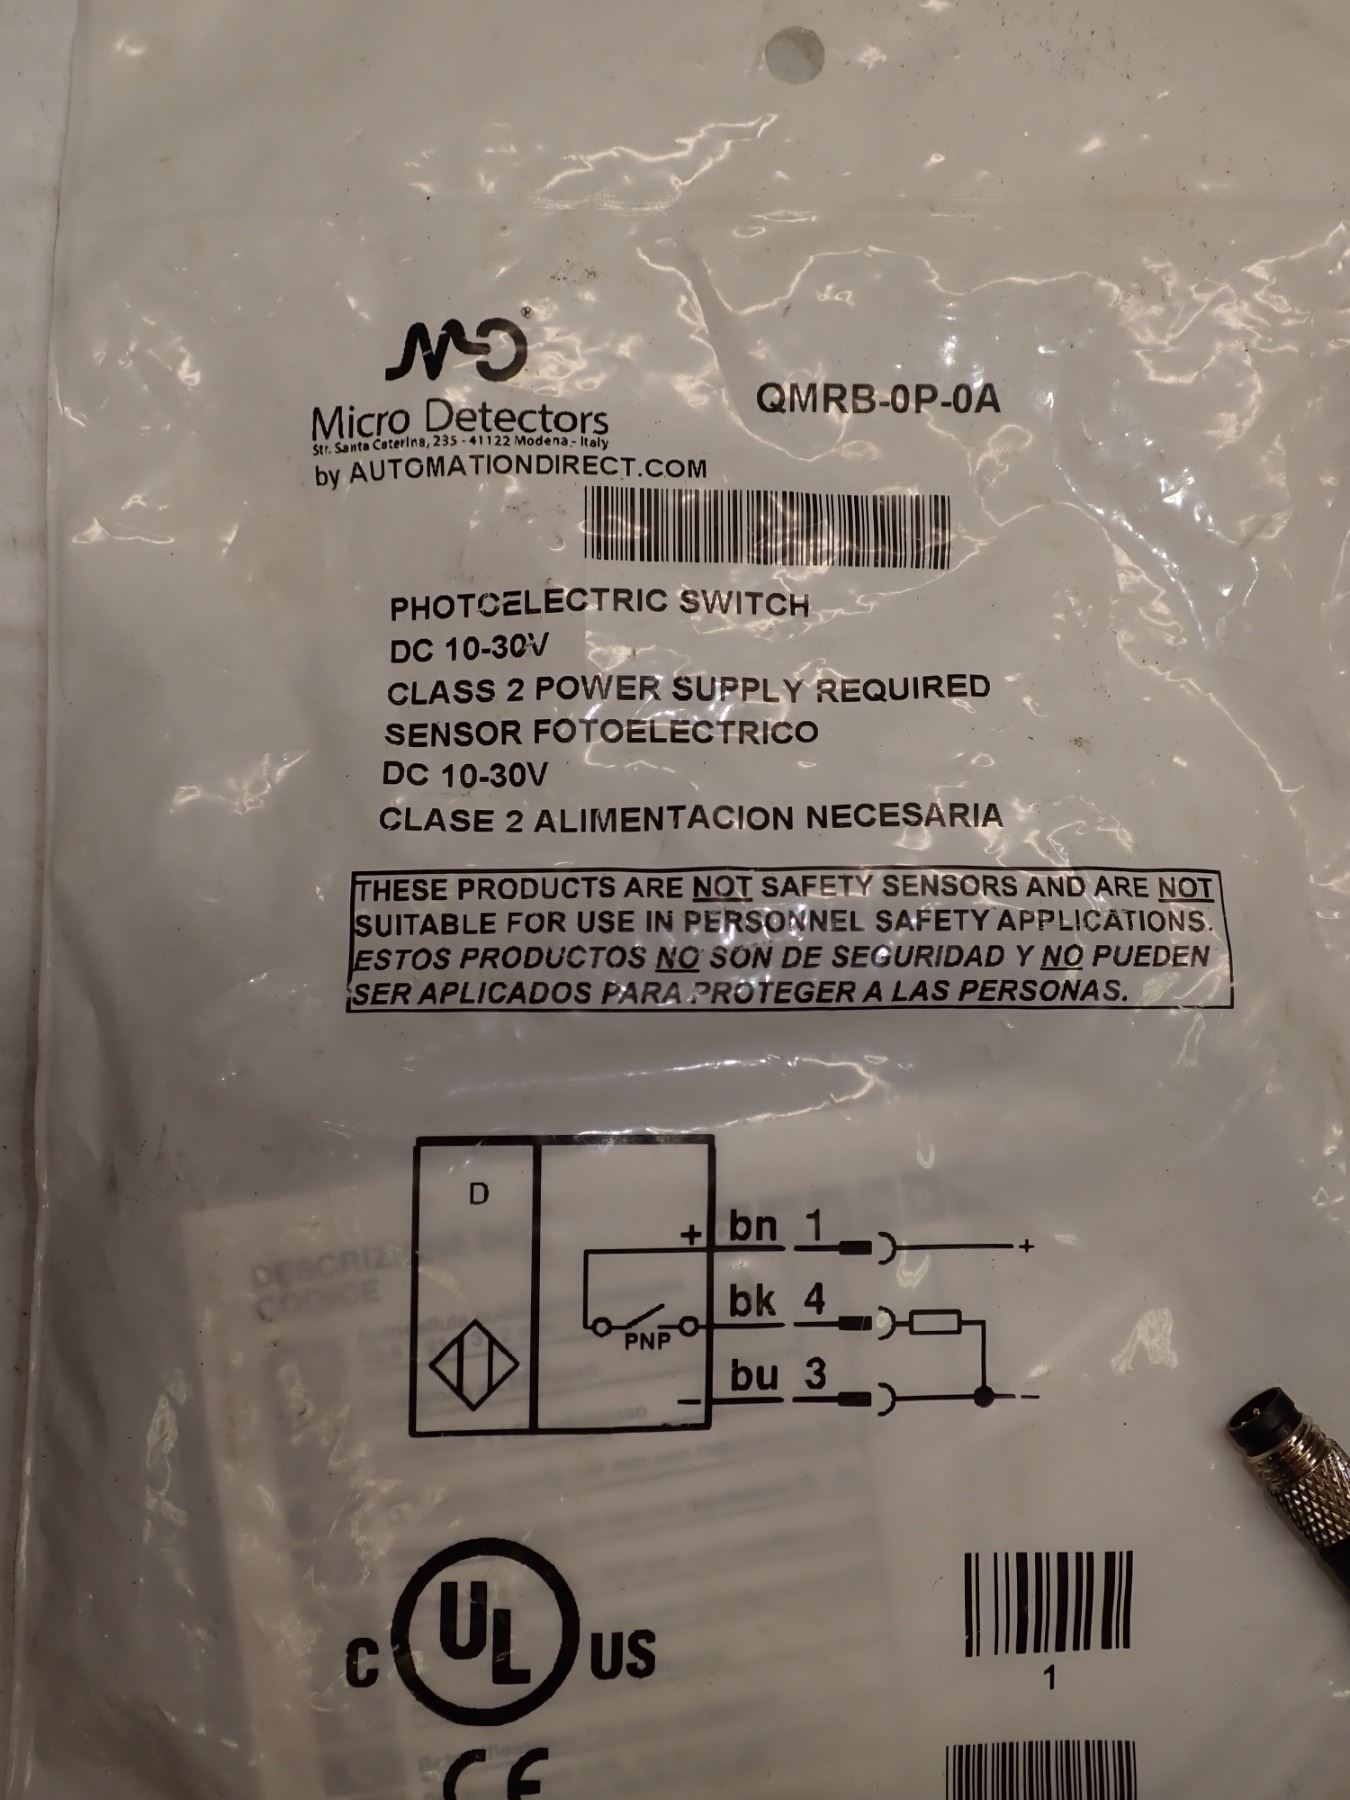 MD®
Micro Detectors
Str. Santa Caterina, 235 - 41122 Modena - Italy
by AUTOMATIONDIRECT.COM
QMRB-0P-0A
PHOTOELECTRIC SWITCH
DC 10-30V
CLASS 2 POWER SUPPLY REQUIRED
SENSOR FOTOELECTRICO
DC 10-30V
CLASE 2 ALIMENTACION NECESARIA
THESE PRODUCTS ARE NOT SAFETY SENSORS AND ARE NOT
SUITABLE FOR USE IN PERSONNEL SAFETY APPLICATIONS.
ESTOS PRODUCTOS NO SON DE SEGURIDAD Y NO PUEDEN
SER APLICADOS PARA PROTEGER A LAS PERSONAS.
D
+ bn 1 +
bk 4
PNP
- bu 3 -
DESCRIZIONE
CODICE
C UL US
1
CE